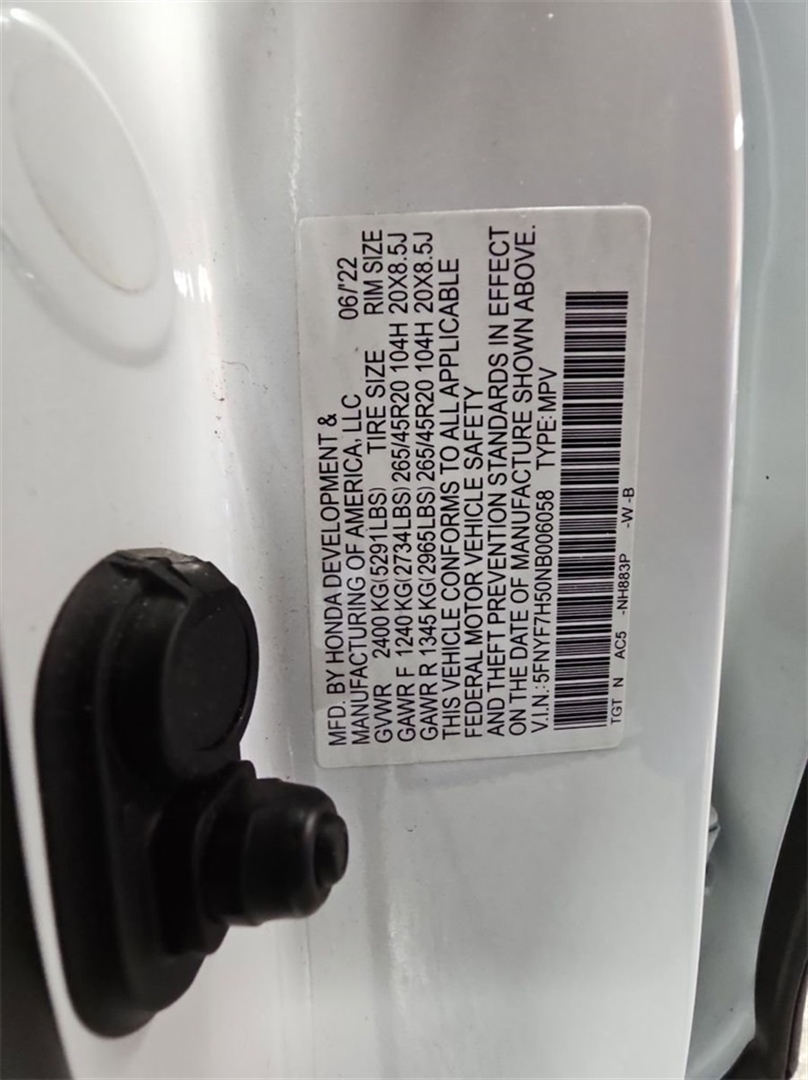 MFD. BY HONDA DEVELOPMENT &
MANUFACTURING OF AMERICA, LLC 06/'22
GVWR 2400 KG(5291LBS) TIRE SIZE RIM SIZE
GAWR F 1240 KG(2734LBS) 265/45R20 104H 20X8.5J
GAWR R 1345 KG(2965LBS) 265/45R20 104H 20X8.5J
THIS VEHICLE CONFORMS TO ALL APPLICABLE
FEDERAL MOTOR VEHICLE SAFETY
AND THEFT PREVENTION STANDARDS IN EFFECT
ON THE DATE OF MANUFACTURE SHOWN ABOVE.
V.I.N.: 5FNYF7H50NB006058 TYPE: MPV
TGT N AC5 -NH883P -W -B